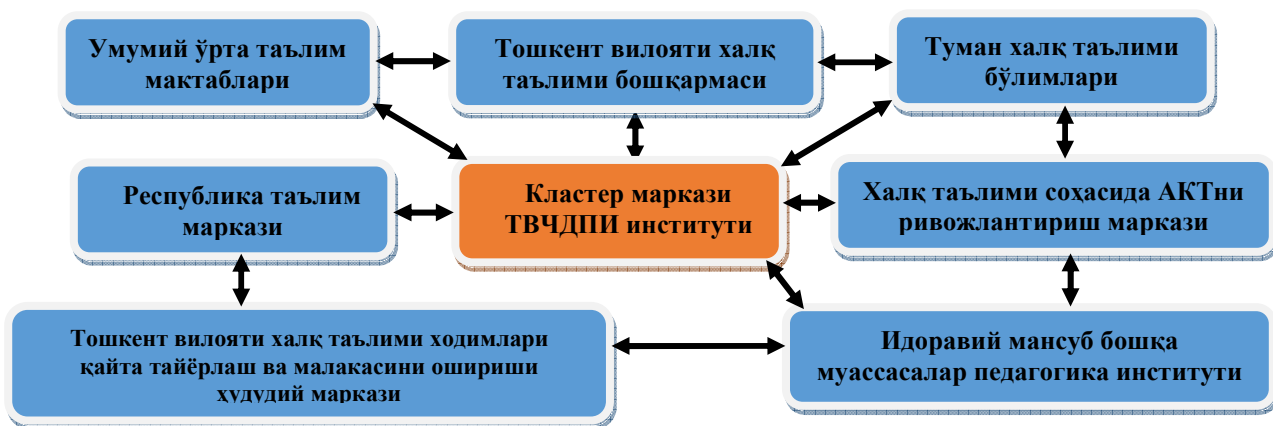 Умумий ўрта таълим
мактаблари
Тошкент вилояти халқ
таълими бошқармаси
Туман халқ таълими
бўлимлари
Республика таълим
маркази
Кластер маркази
ТВЧДПИ институти
Халқ таълими соҳасида АКТни
ривожлантириш маркази
Тошкент вилояти халқ таълими ходимлари
қайта тайёрлаш ва малакасини ошириши
ҳудудий маркази
Идоравий мансуб бошқа
муассасалар педагогика институти